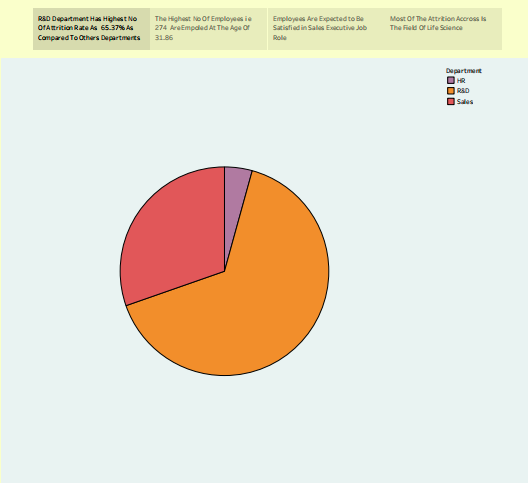 R&D Department Has Highest No
Of Attrition Rate As 65.37% As
Compared To Others Departments
The Highest No Of Employees i e
274 Are Empoled At The Age Of
31.86
Employees Are Expected to Be
Satisfied in Sales Executive Job
Rolle
Most Of The Attrition Accross Is
The Field Of Life Science
Department
HR
R&D
Sales